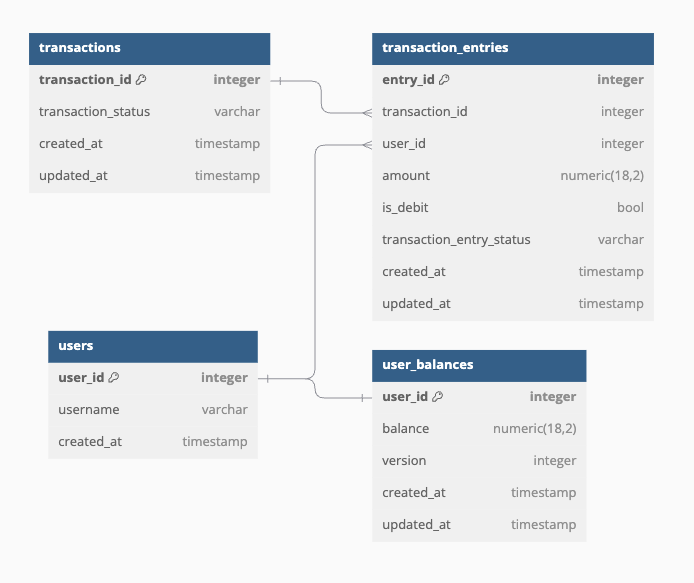 transactions
transaction_id integer
transaction_status varchar
created_at timestamp
updated_at timestamp
transaction_entries
entry_id integer
transaction_id integer
user_id integer
amount numeric(18,2)
is_debit bool
transaction_entry_status varchar
created_at timestamp
updated_at timestamp
users
user_id integer
username varchar
created_at timestamp
user_balances
user_id integer
balance numeric(18,2)
version integer
created_at timestamp
updated_at timestamp